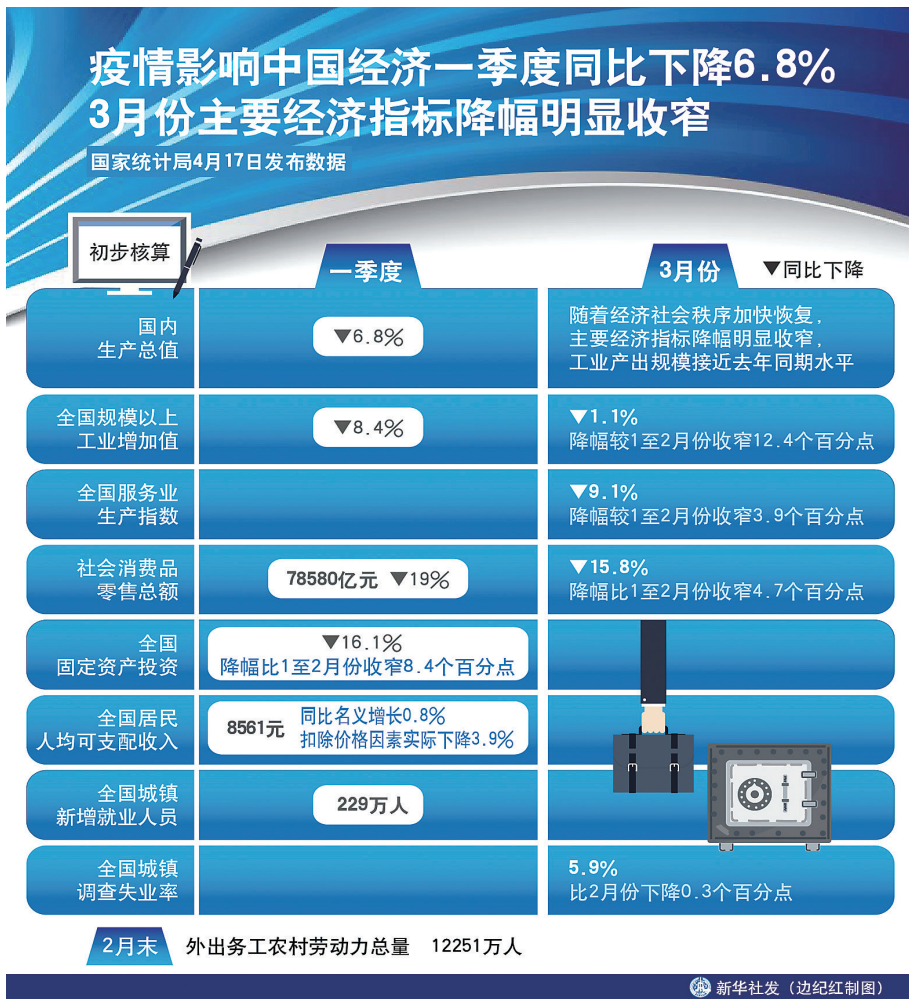 疫情影响中国经济一季度同比下降6.8%
3月份主要经济指标降幅明显收窄
国家统计局4月17日发布数据
初步核算
一季度
3月份
▼同比下降
国内
生产总值
▼6.8%
随着经济社会秩序加快恢复,
主要经济指标降幅明显收窄,
工业产出规模接近去年同期水平
全国规模以上
工业增加值
▼8.4%
▼1.1%
降幅较1至2月份收窄12.4个百分点
全国服务业
生产指数
▼9.1%
降幅较1至2月份收窄3.9个百分点
社会消费品
零售总额
78580亿元 ▼19%
▼15.8%
降幅比1至2月份收窄4.7个百分点
全国
固定资产投资
▼16.1%
降幅比1至2月份收窄8.4个百分点
全国居民
人均可支配收入
8561元
同比名义增长0.8%
扣除价格因素实际下降3.9%
全国城镇
新增就业人员
229万人
全国城镇
调查失业率
5.9%
比2月份下降0.3个百分点
2月末 外出务工农村劳动力总量 12251万人
新华社发(边纪红制图)